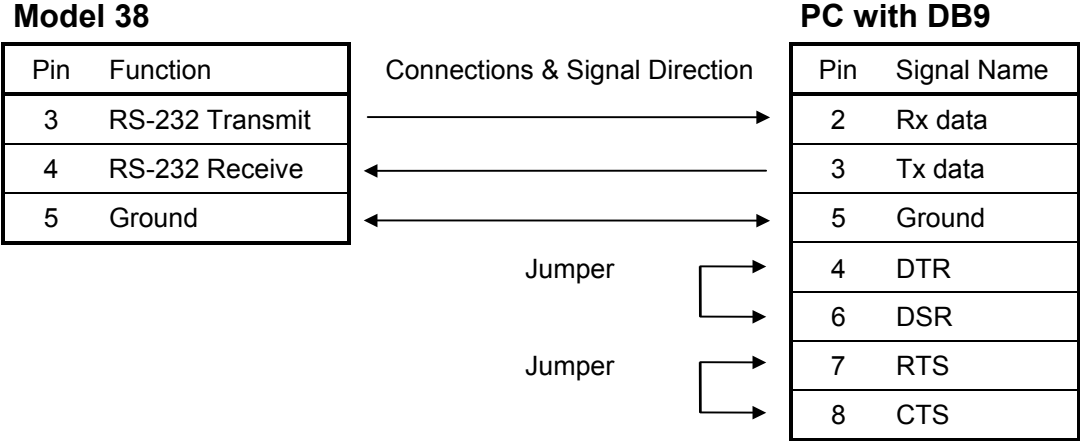 Model 38 PC with DB9
Pin Function Connections & Signal Direction Pin Signal Name
3 RS-232 Transmit 2 Rx data
4 RS-232 Receive 3 Tx data
5 Ground 5 Ground
Jumper 4 DTR
6 DSR
Jumper 7 RTS
8 CTS